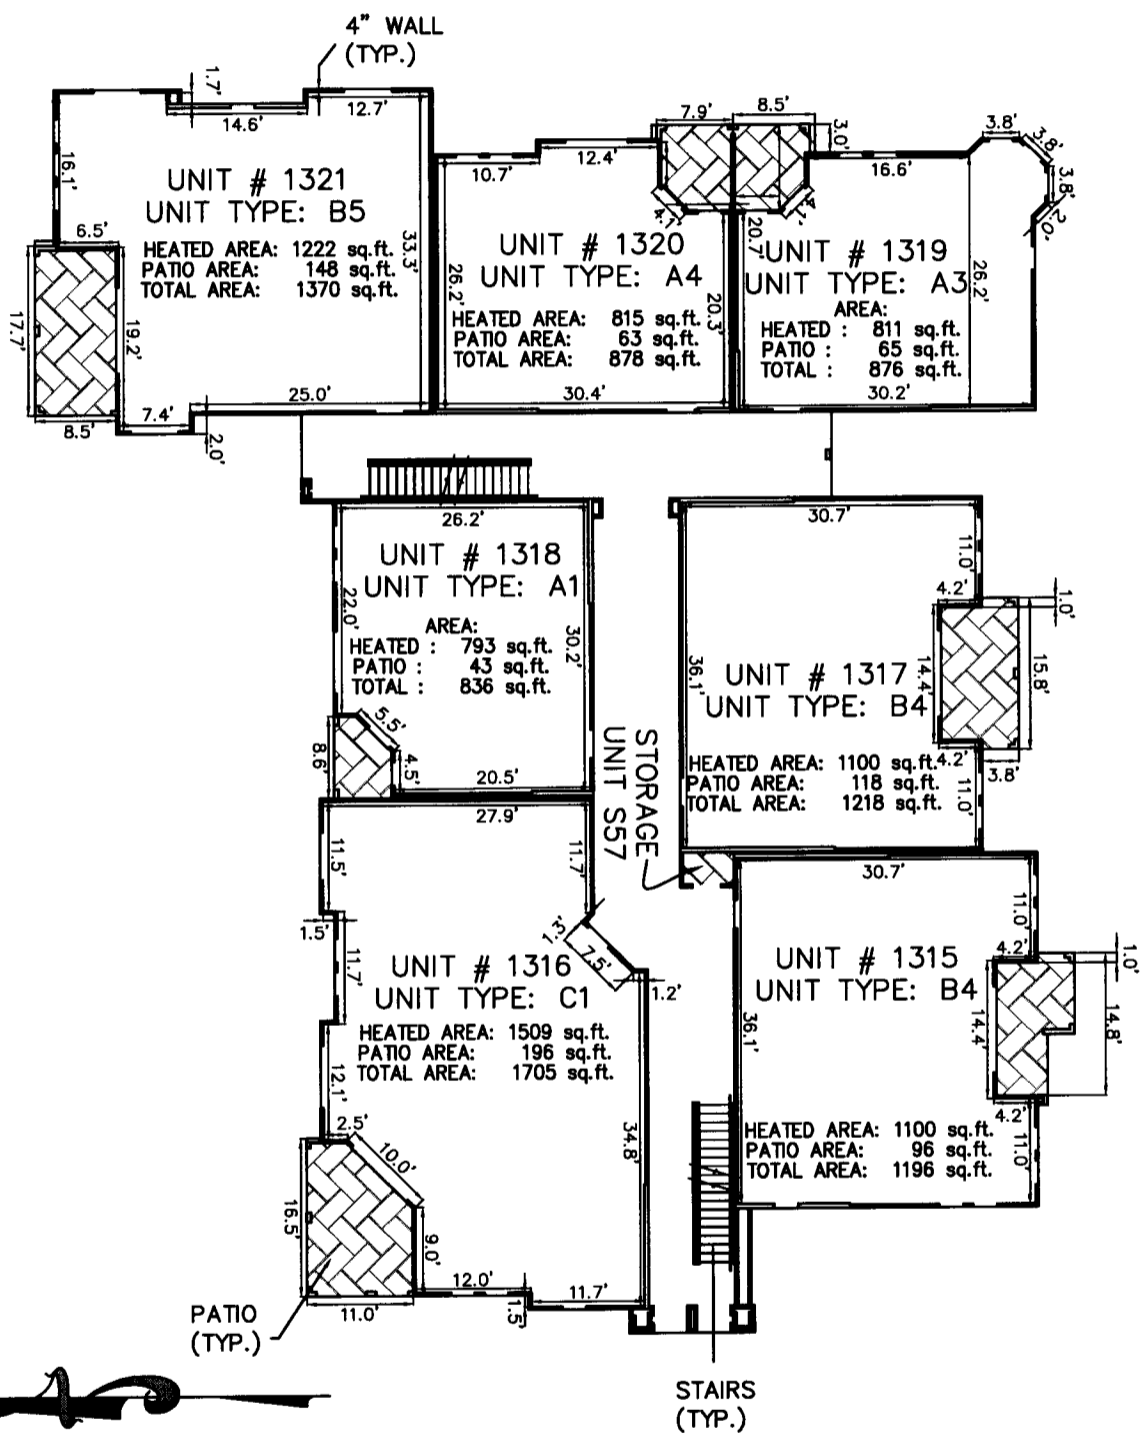 4" WALL
(TYP.)
1.7'
14.6'
12.7'
16.1'
UNIT # 1321
UNIT TYPE: B5
HEATED AREA: 1222 sq.ft.
PATIO AREA: 148 sq.ft.
TOTAL AREA: 1370 sq.ft.
33.3'
6.5'
17.7'
19.2'
8.5'
7.4'
2.0'
25.0'
7.9'
12.4'
10.7'
4.1'
26.2'
UNIT # 1320
UNIT TYPE: A4
HEATED AREA: 815 sq.ft.
PATIO AREA: 63 sq.ft.
TOTAL AREA: 878 sq.ft.
20.3'
30.4'
8.5'
3.0'
4.1'
16.6'
3.8'
3.8'
3.8'
2.0'
20.7'
UNIT # 1319
UNIT TYPE: A3
AREA:
HEATED : 811 sq.ft.
PATIO : 65 sq.ft.
TOTAL : 876 sq.ft.
26.2'
30.2'
26.2'
UNIT # 1318
UNIT TYPE: A1
22.0'
AREA:
HEATED : 793 sq.ft.
PATIO : 43 sq.ft.
TOTAL : 836 sq.ft.
30.2'
5.5'
8.6'
4.5'
20.5'
30.7'
11.0'
4.2'
1.0'
36.1'
UNIT # 1317
UNIT TYPE: B4
14.4'
15.8'
HEATED AREA: 1100 sq.ft.
PATIO AREA: 118 sq.ft.
TOTAL AREA: 1218 sq.ft.
4.2'
3.8'
11.0'
STORAGE
UNIT S57
27.9'
11.5'
11.7'
1.5'
11.7'
1.3'
7.5'
1.2'
UNIT # 1316
UNIT TYPE: C1
HEATED AREA: 1509 sq.ft.
PATIO AREA: 196 sq.ft.
TOTAL AREA: 1705 sq.ft.
12.1'
2.5'
10.0'
34.8'
16.5'
9.0'
12.0'
11.0'
1.5'
11.7'
30.7'
11.0'
4.2'
1.0'
UNIT # 1315
UNIT TYPE: B4
36.1'
14.4'
14.8'
4.2'
HEATED AREA: 1100 sq.ft.
PATIO AREA: 96 sq.ft.
TOTAL AREA: 1196 sq.ft.
11.0'
PATIO
(TYP.)
STAIRS
(TYP.)